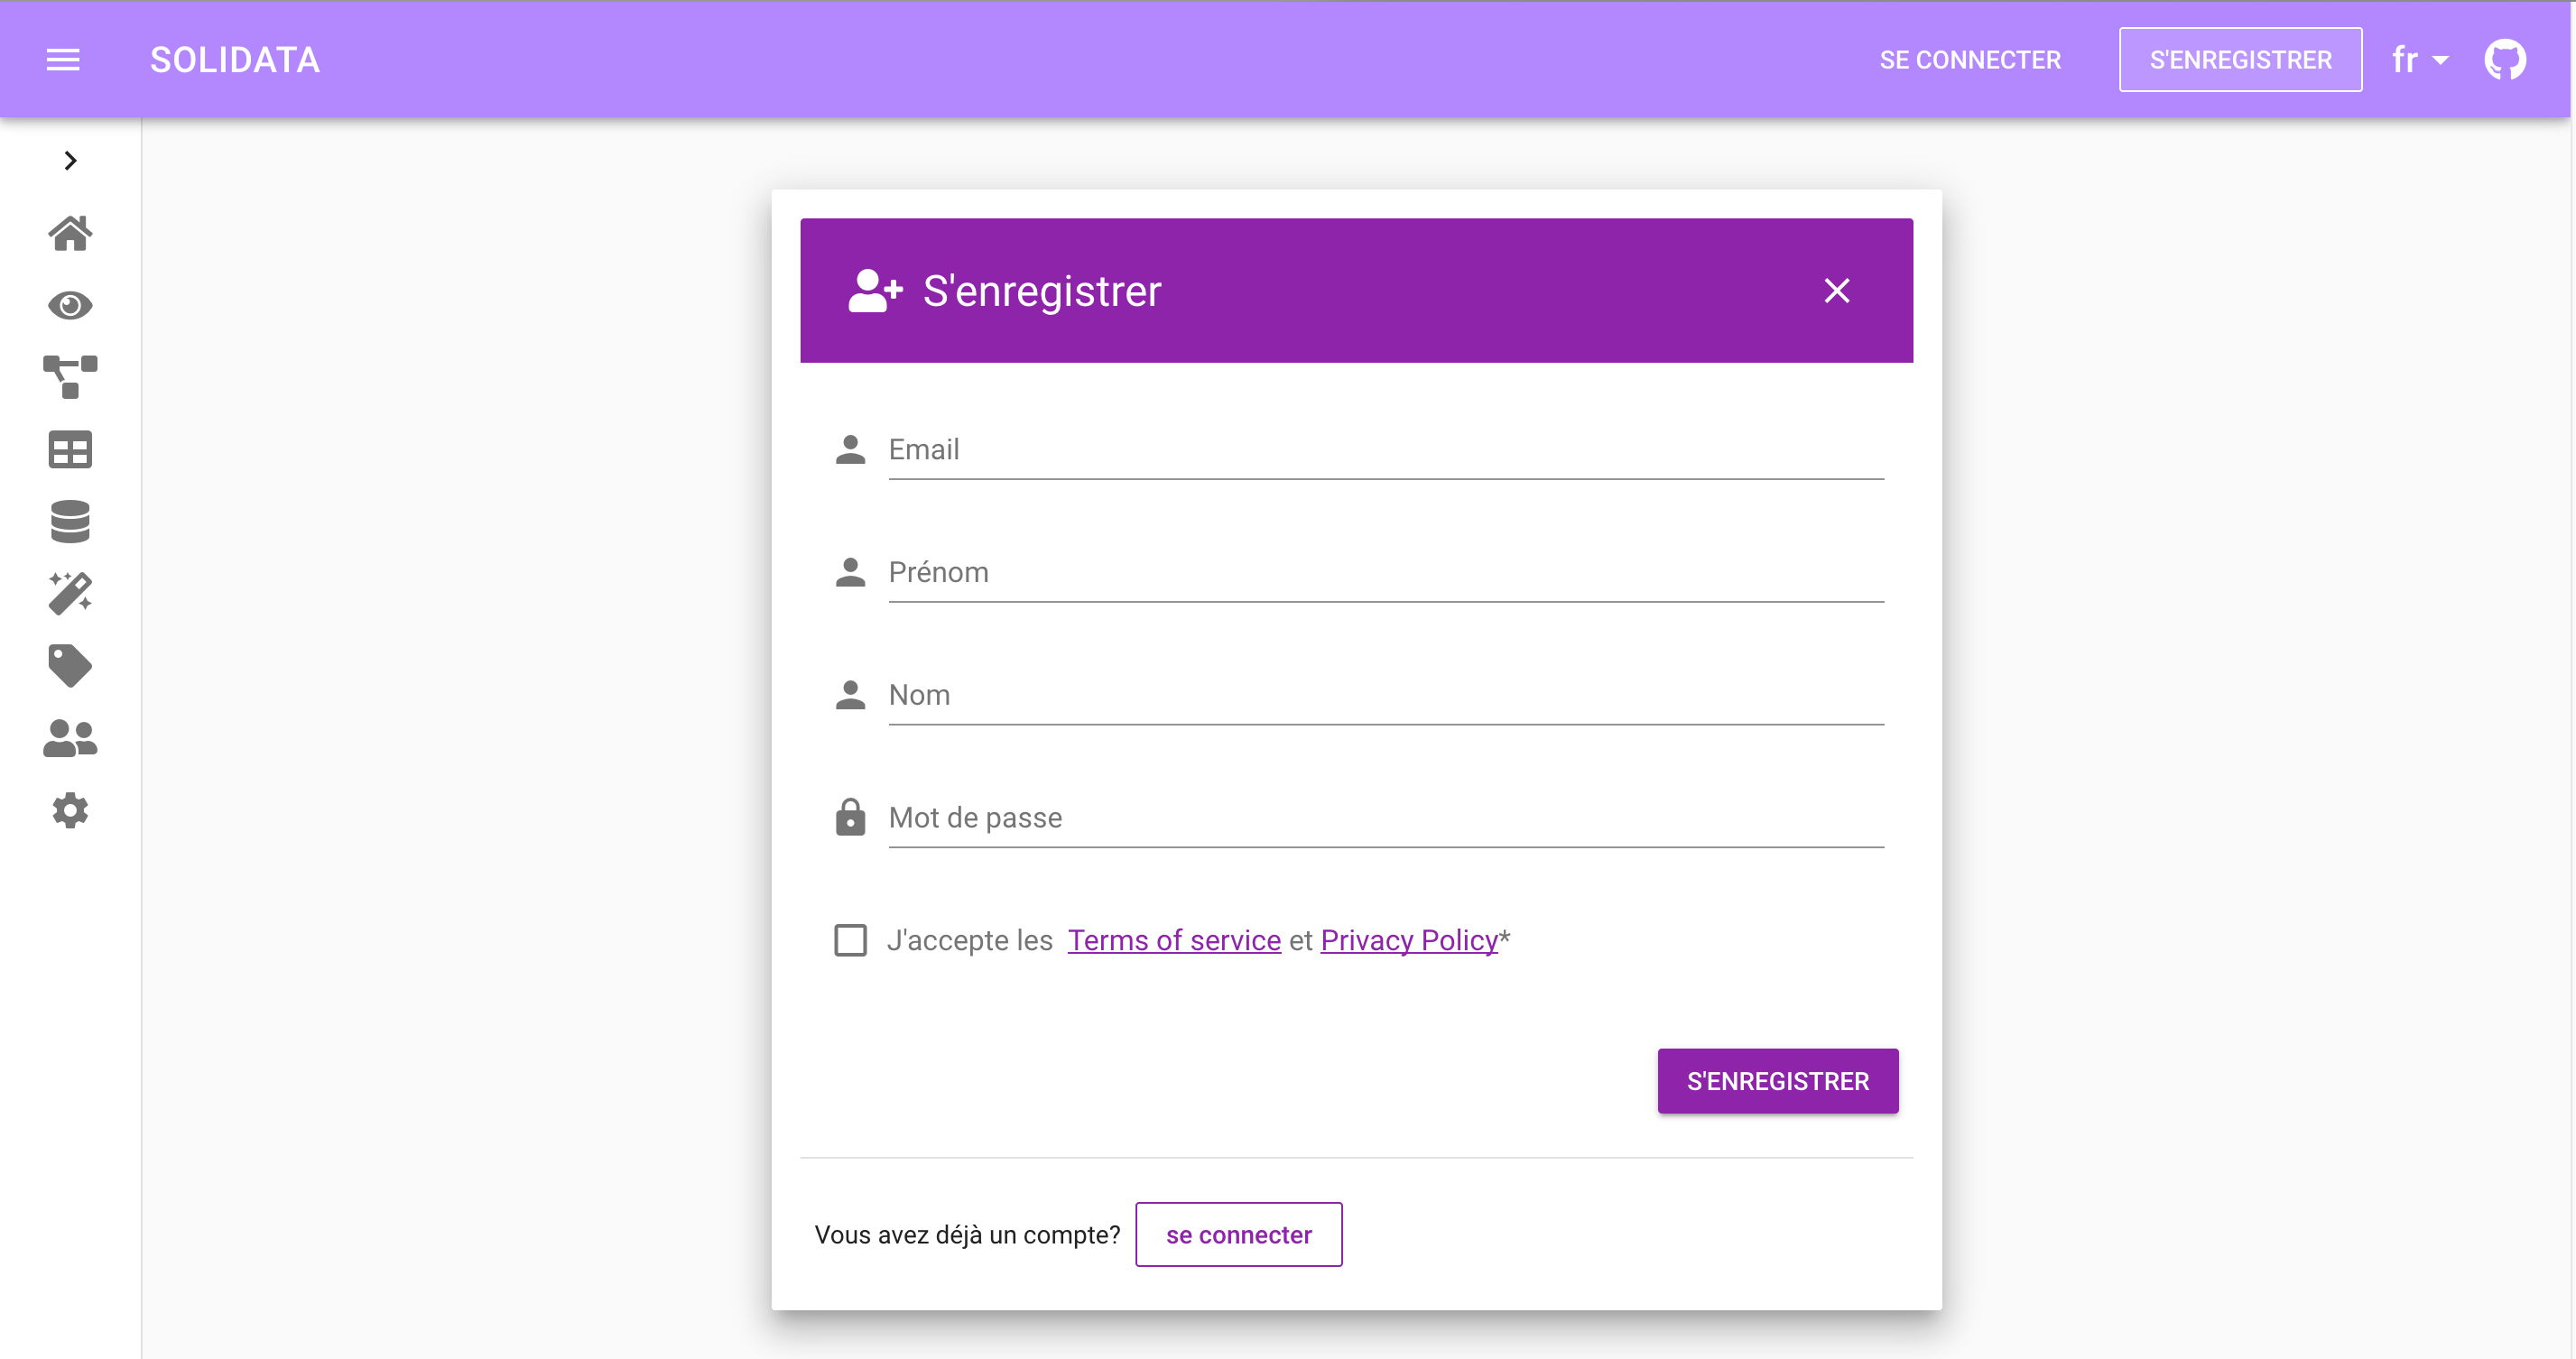 SOLIDATA
SE CONNECTER
S'ENREGISTRER
fr
S'enregistrer
Email
Prénom
Nom
Mot de passe
J'accepte les Terms of service et Privacy Policy*
S'ENREGISTRER
Vous avez déjà un compte? se connecter